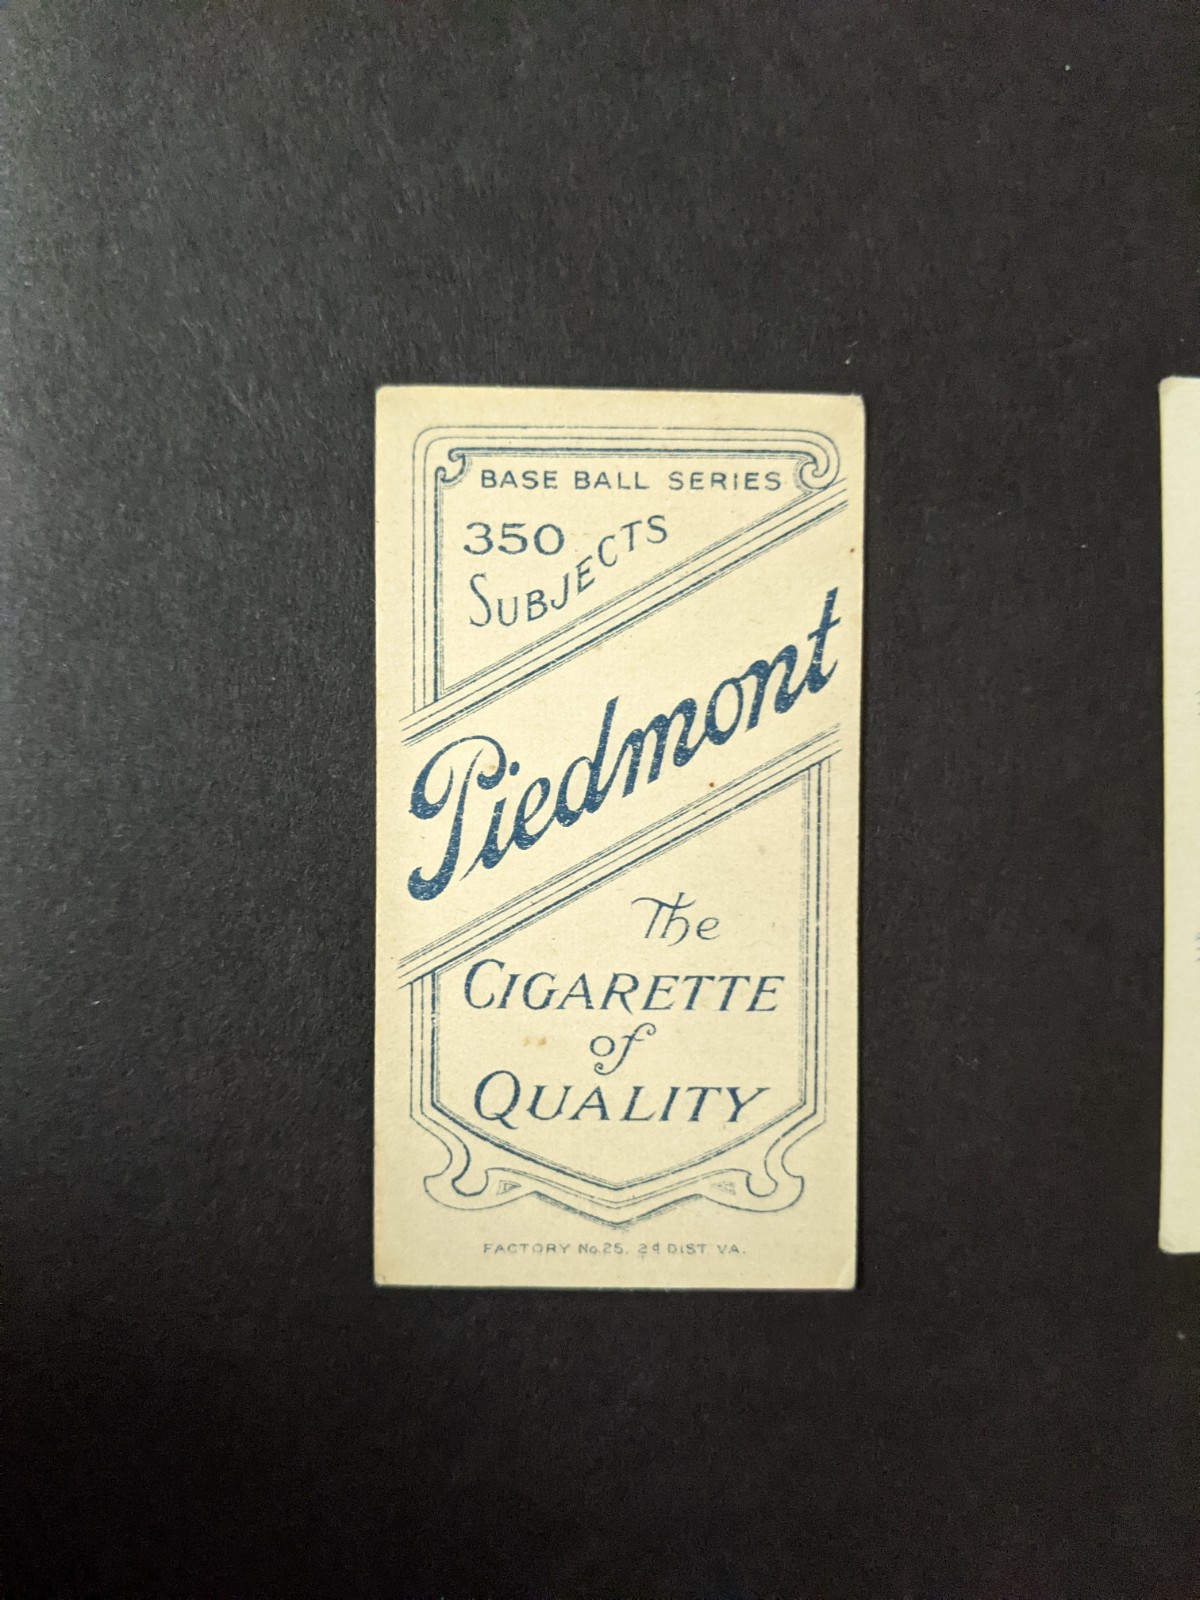 BASE BALL SERIES
350
SUBJECTS
Piedmont
The
CIGARETTE
of
QUALITY
FACTORY No. 25, 2d DIST VA.